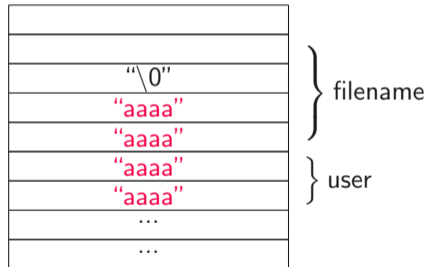 “\0”
“aaaa”
filename
“aaaa”
“aaaa”
user
“aaaa”
...
...